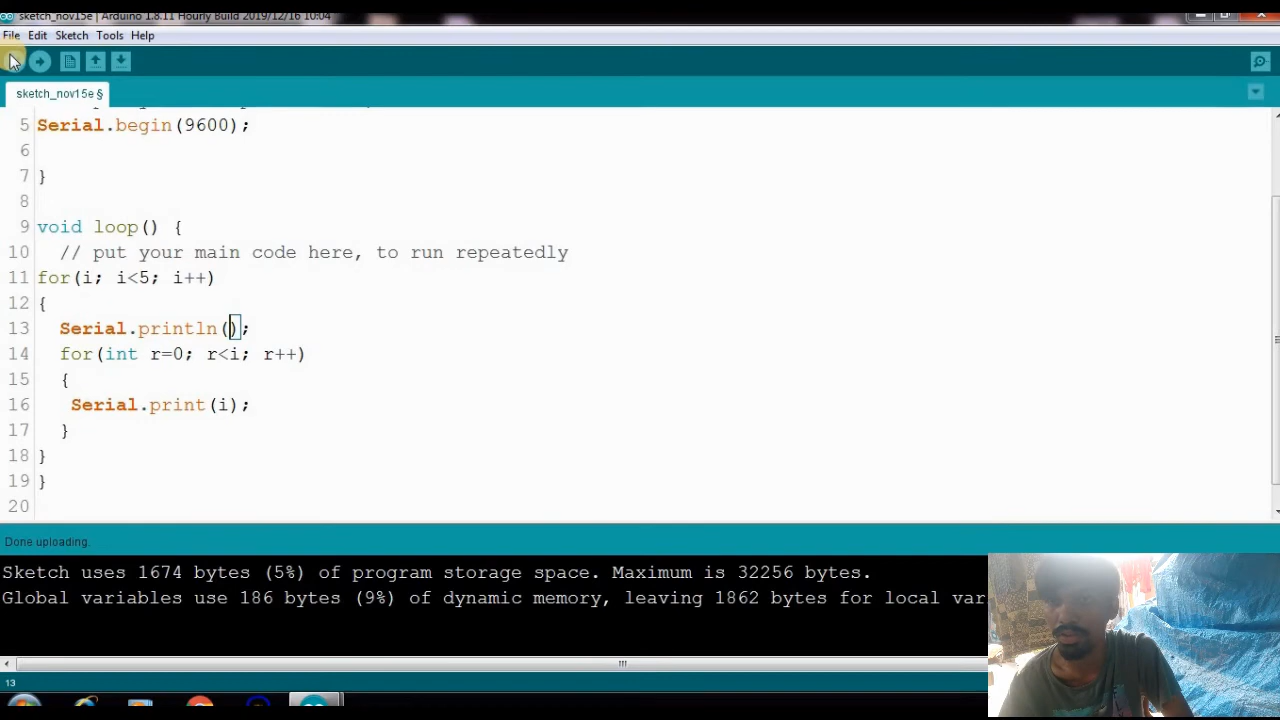 sketch_nov15e | Arduino 1.8.11 Hourly Build 2019/12/16 10:04
File Edit Sketch Tools Help
sketch_nov15e §
5 Serial.begin(9600);
6
7 }
8
9 void loop() {
10 // put your main code here, to run repeatedly
11 for(i; i<5; i++)
12 {
13 Serial.println();
14 for(int r=0; r<i; r++)
15 {
16 Serial.print(i);
17 }
18 }
19 }
20
Done uploading.
Sketch uses 1674 bytes (5%) of program storage space. Maximum is 32256 bytes.
Global variables use 186 bytes (9%) of dynamic memory, leaving 1862 bytes for local var
13